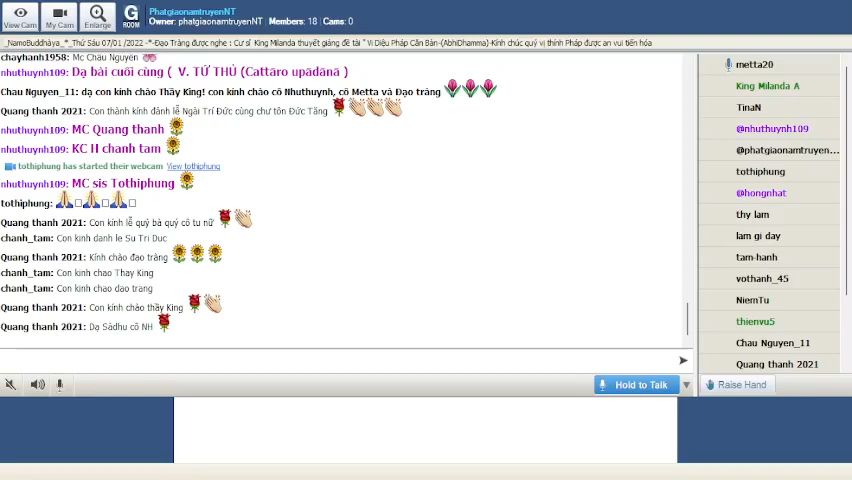 View Cam
My Cam
Enlarge
G
ROOM
PhatgiaonamtruyenNT
Owner: phatgiaonamtruyenNT | Members: 18 | Cams: 0
_NamoBuddhàya_*_Thứ Sáu 07/01 /2022 -*-Đạo Tràng được nghe : Cư sĩ King Milanda thuyết giảng đề tài " Vi Diệu Pháp Căn Bản-(AbhiDhamma)-Kính chúc quý vị thính Pháp được an vui tiến hóa
chayhanh1958: Mc Châu Nguyên
nhuthuynh109: Dạ bài cuối cùng ( V. TỨ THỦ (Cattāro upādānā )
Chau Nguyen_11: dạ con kính chào Thầy King! con kính chào cô Nhuthuynh, cô Metta và Đạo tràng
Quang thanh 2021: Con thành kính đảnh lễ Ngài Trí Đức cùng chư tôn Đức Tăng
nhuthuynh109: MC Quang thanh
nhuthuynh109: KC H chanh tam
tothiphung has started their webcam View tothiphung
nhuthuynh109: MC sis Tothiphung
tothiphung:
Quang thanh 2021: Con kính lễ quý bà quý cô tu nữ
chanh_tam: Con kinh danh le Su Tri Duc
Quang thanh 2021: Kính chào đạo tràng
chanh_tam: Con kinh chao Thay King
chanh_tam: Con kinh chao dao trang
Quang thanh 2021: Con kính chào thầy King
Quang thanh 2021: Dạ Sādhu cô NH
Hold to Talk
metta20
King Milanda A
TinaN
@nhuthuynh109
@phatgiaonamtruyen...
tothiphung
@hongnhat
thy lam
lam gi day
tam-hanh
vothanh_45
NiemTu
thienvu5
Chau Nguyen_11
Quang thanh 2021
Raise Hand